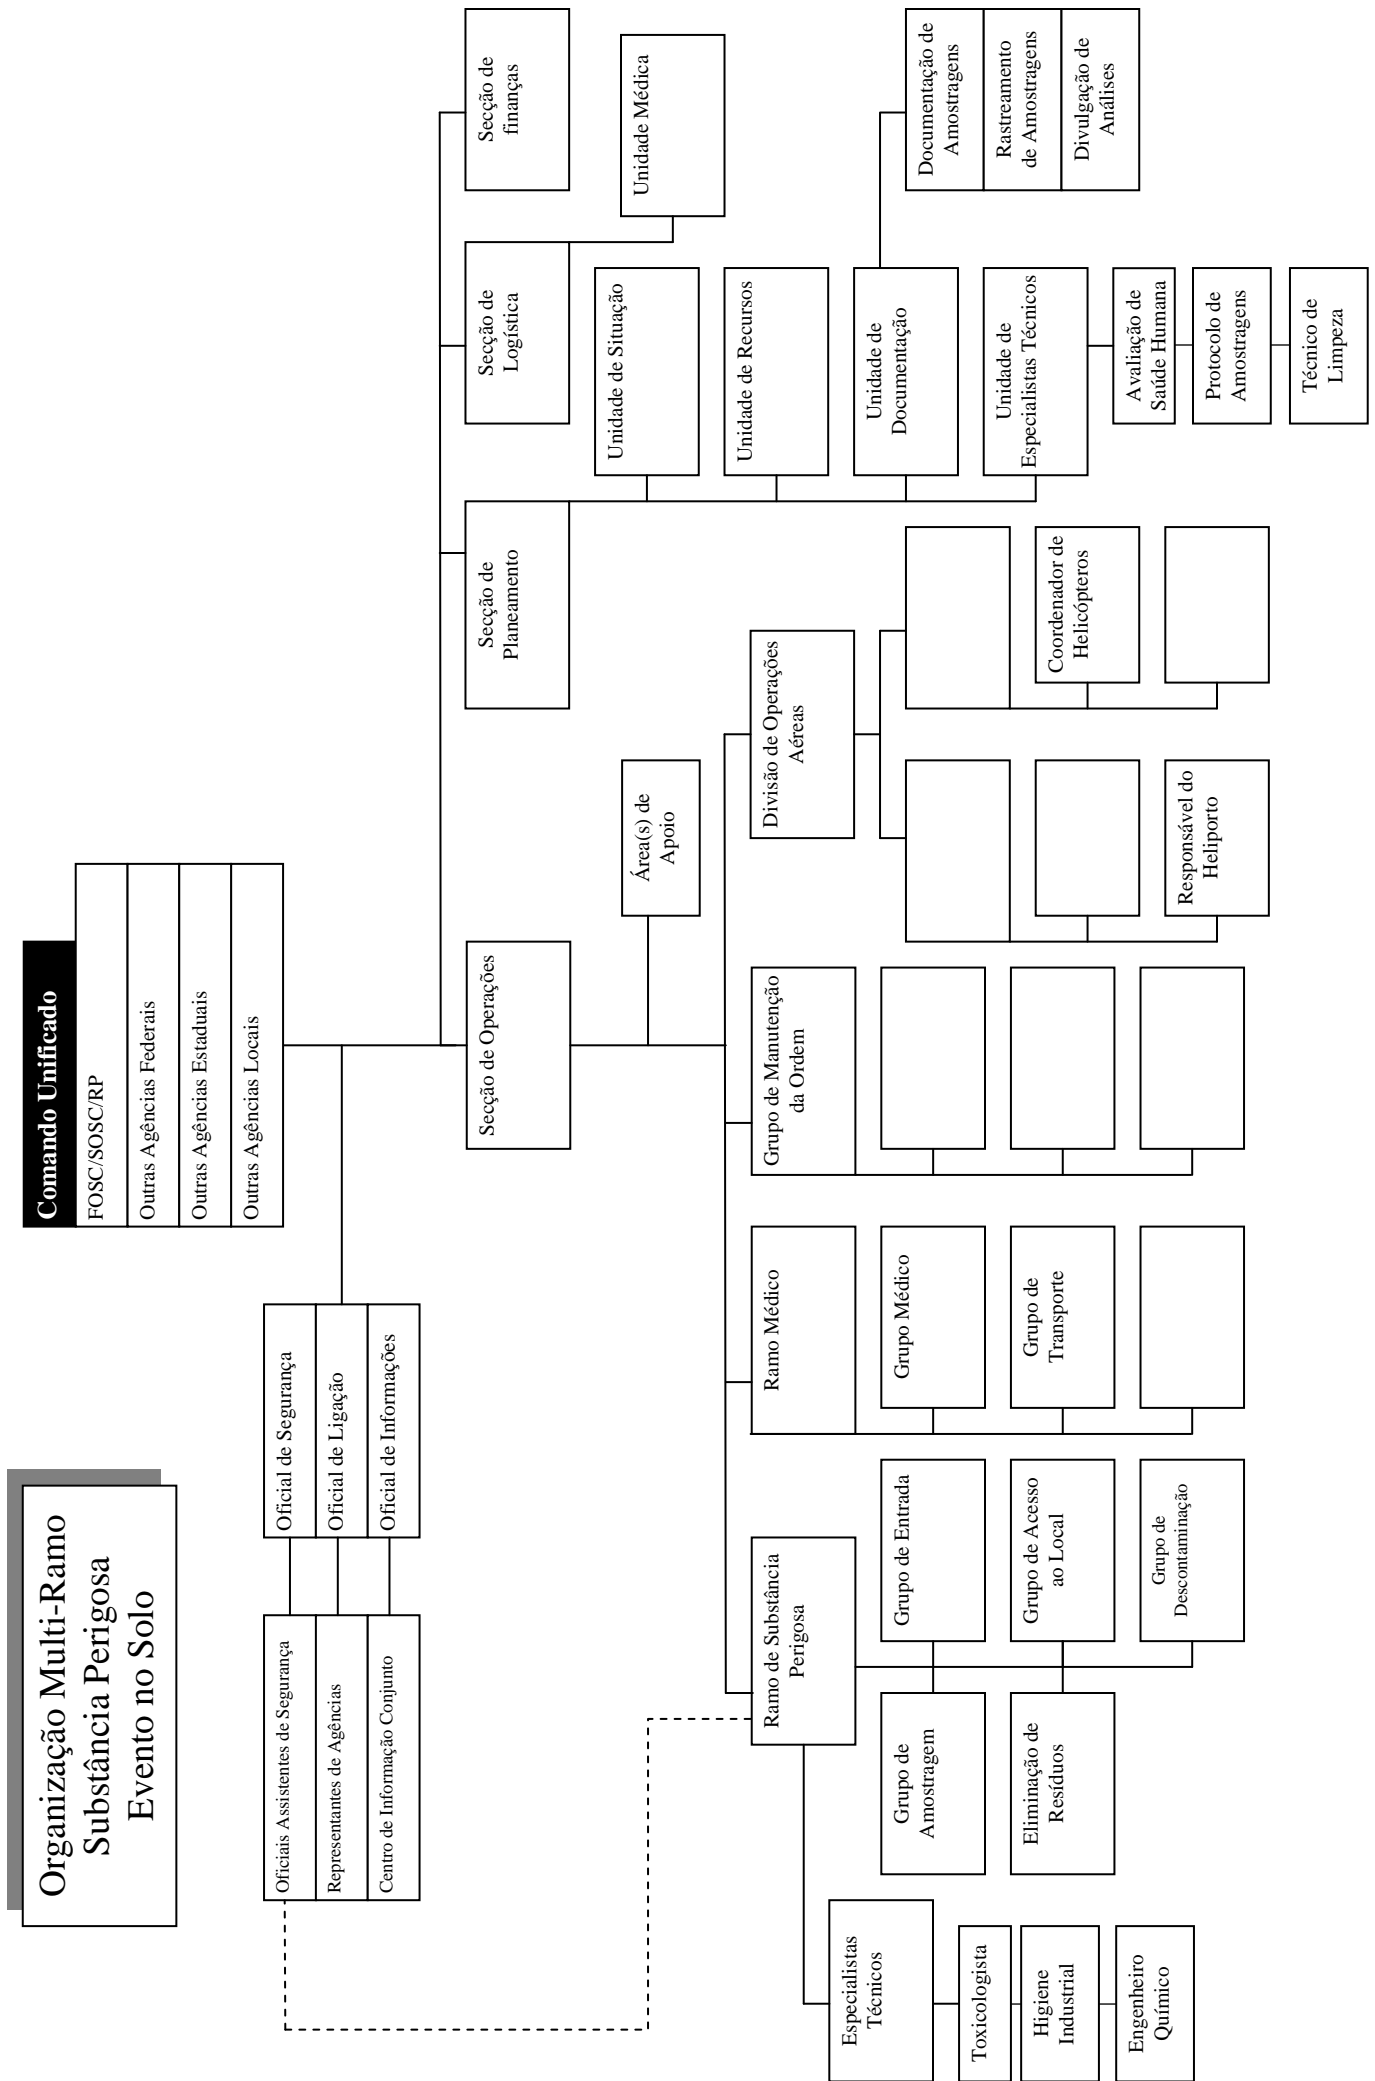 Organização Multi-Ramo
Substância Perigosa
Evento no Solo
Comando Unificado
FOSC/SOSC/RP
Outras Agências Federais
Outras Agências Estaduais
Outras Agências Locais
Oficiais Assistentes de Segurança
Representantes de Agências
Centro de Informação Conjunto
Oficial de Segurança
Oficial de Ligação
Oficial de Informações
Secção de Operações
Secção de
Planeamento
Secção de
Logística
Secção de
finanças
Área(s) de
Apoio
Unidade Médica
Unidade de Situação
Unidade de Recursos
Unidade de
Documentação
Unidade de
Especialistas Técnicos
Documentação de
Amostragens
Rastreamento
de Amostragens
Divulgação de
Análises
Avaliação de
Saúde Humana
Protocolo de
Amostragens
Técnico de
Limpeza
Ramo de Substância
Perigosa
Ramo Médico
Grupo de Manutenção
da Ordem
Divisão de Operações
Aéreas
Especialistas
Técnicos
Toxicologista
Higiene
Industrial
Engenheiro
Químico
Grupo de
Amostragem
Eliminação de
Resíduos
Grupo de Entrada
Grupo de Acesso
ao Local
Grupo de
Descontaminação
Grupo Médico
Grupo de
Transporte
Responsável do
Heliporto
Coordenador de
Helicópteros